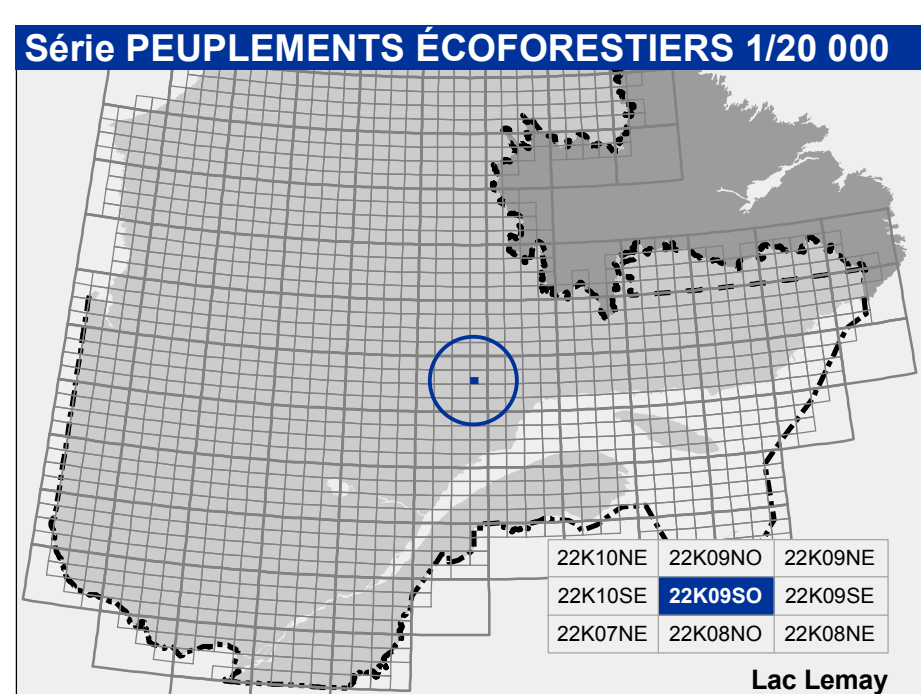 Série PEUPLEMENTS ÉCOFORESTIERS 1/20 000
22K10NE 22K09NO 22K09NE
22K10SE 22K09SO 22K09SE
22K07NE 22K08NO 22K08NE
Lac Lemay